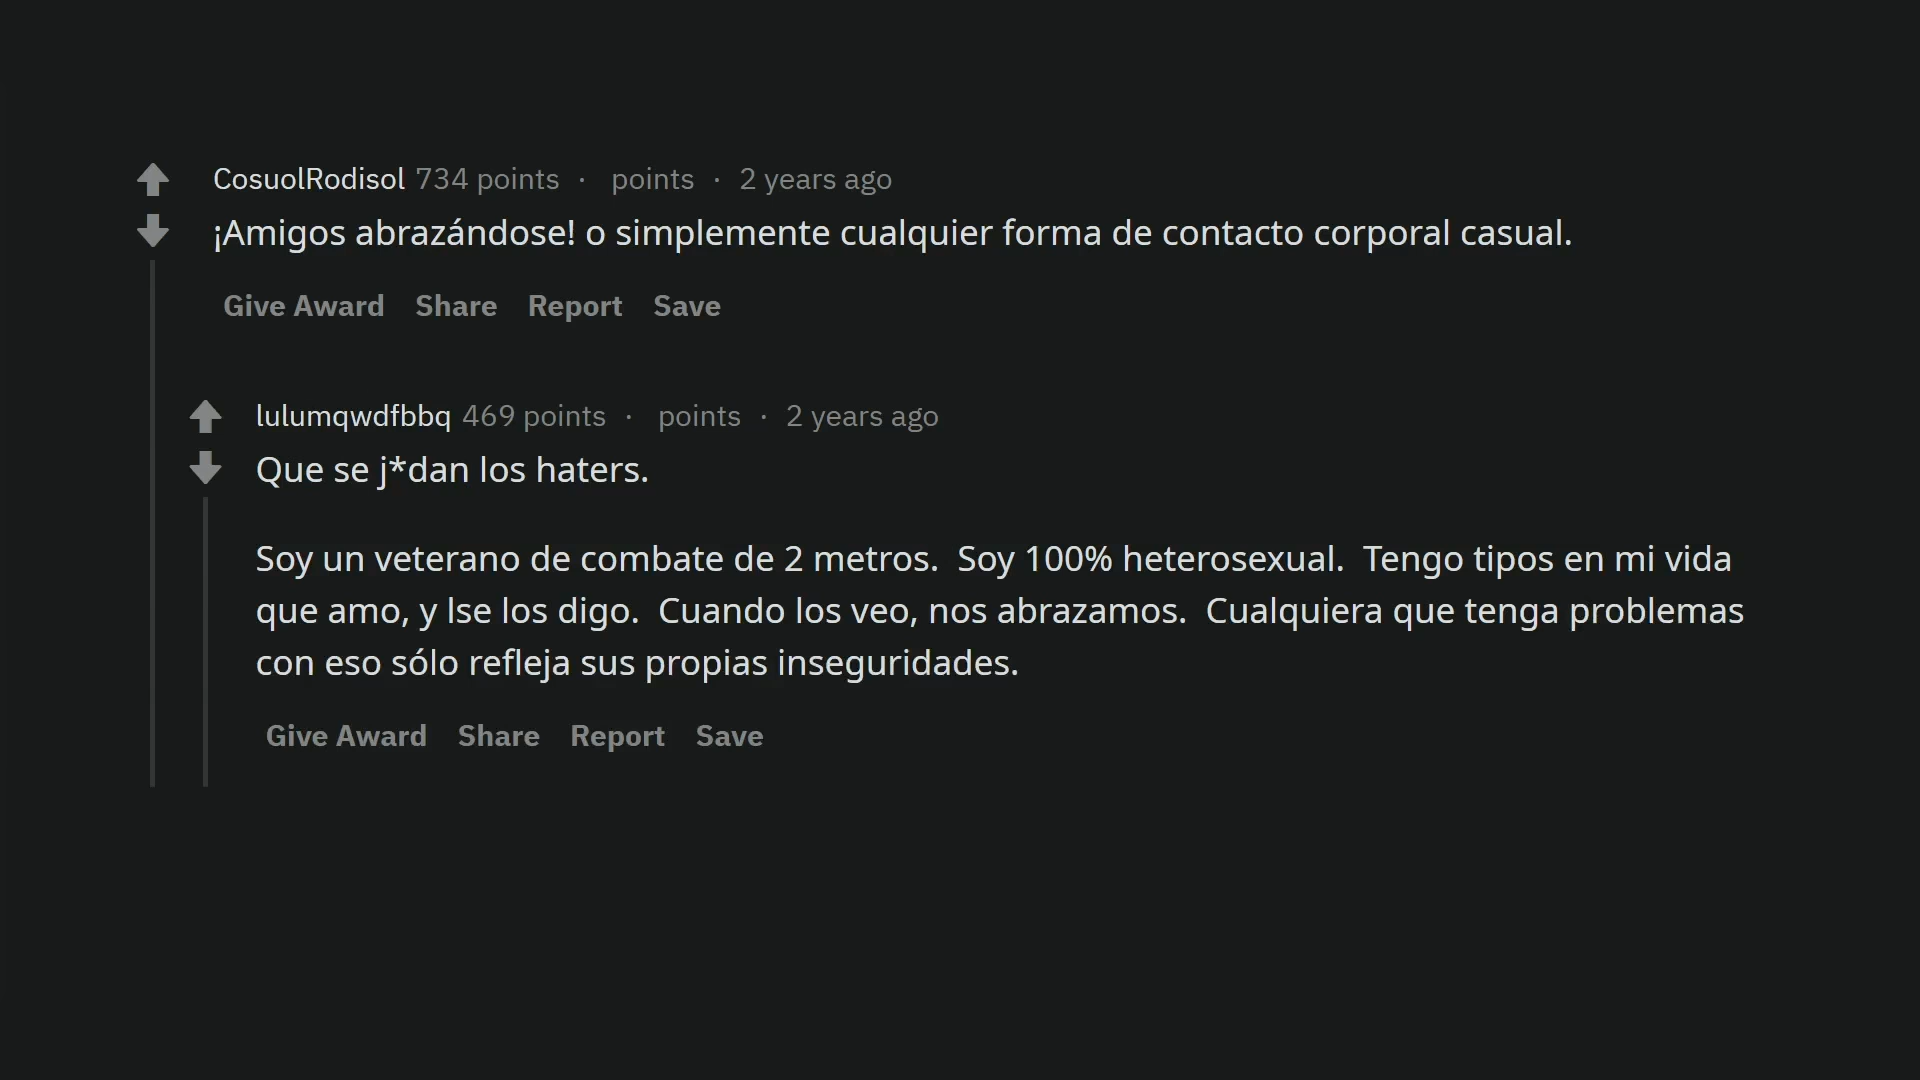 CosuolRodisol 734 points · points · 2 years ago
¡Amigos abrazándose! o simplemente cualquier forma de contacto corporal casual.
Give Award Share Report Save
lulumqwdfbbq 469 points · points · 2 years ago
Que se j*dan los haters.
Soy un veterano de combate de 2 metros. Soy 100% heterosexual. Tengo tipos en mi vida
que amo, y lse los digo. Cuando los veo, nos abrazamos. Cualquiera que tenga problemas
con eso sólo refleja sus propias inseguridades.
Give Award Share Report Save